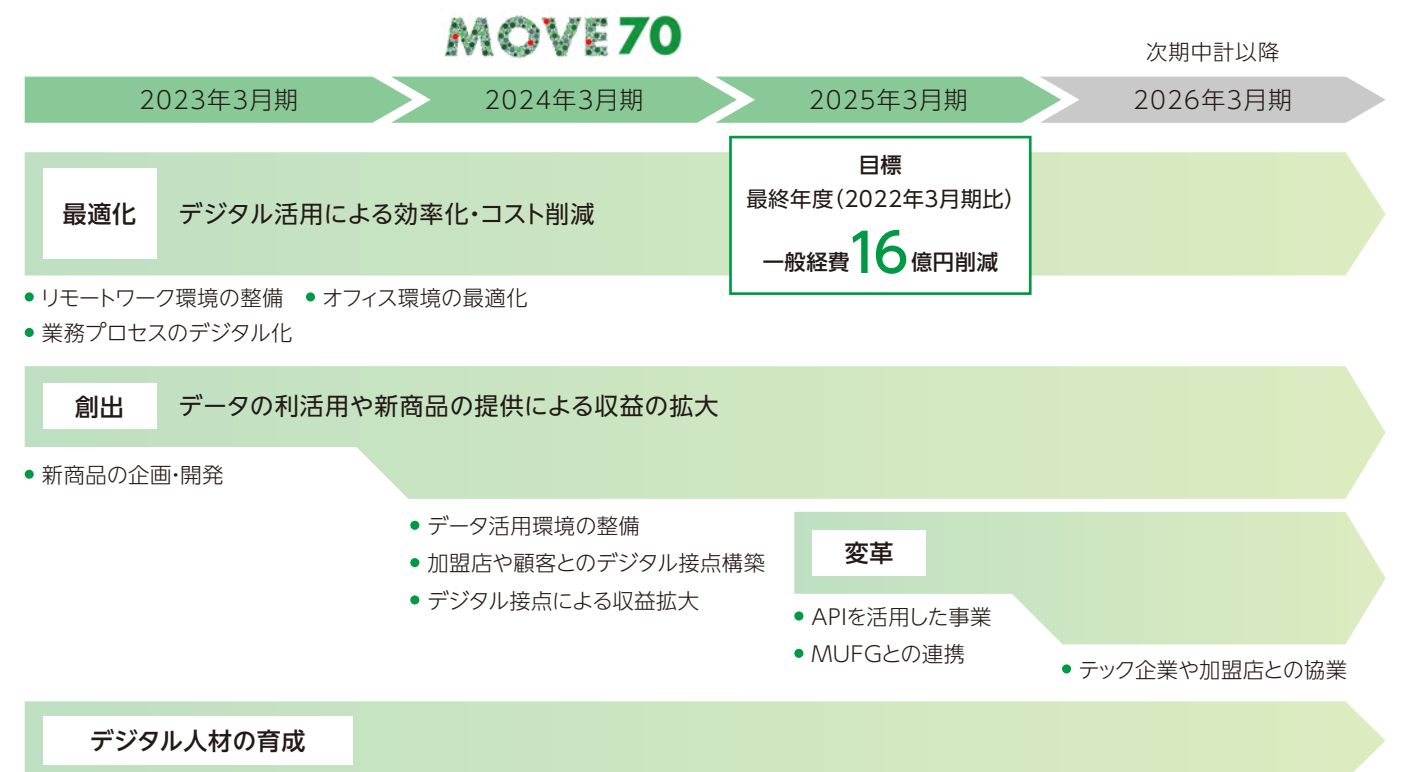 MOVE 70
次期中計以降
2023年3月期
2024年3月期
2025年3月期
2026年3月期
目標
最終年度(2022年3月期比)
一般経費16億円削減
最適化
デジタル活用による効率化・コスト削減
• リモートワーク環境の整備 • オフィス環境の最適化
• 業務プロセスのデジタル化
創出
データの利活用や新商品の提供による収益の拡大
• 新商品の企画・開発
• データ活用環境の整備
• 加盟店や顧客とのデジタル接点構築
• デジタル接点による収益拡大
変革
• APIを活用した事業
• MUFGとの連携
• テック企業や加盟店との協業
デジタル人材の育成